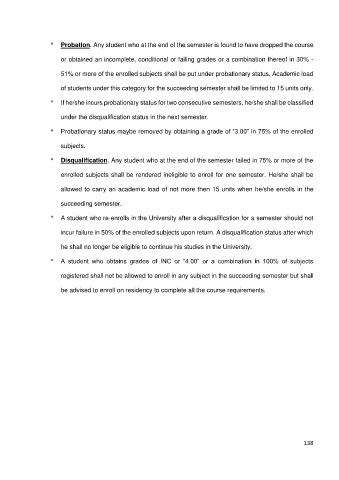 * Probation. Any student who at the end of the semester is found to have dropped the course
or obtained an incomplete, conditional or failing grades or a combination thereof in 30% -
51% or more of the enrolled subjects shall be put under probationary status. Academic load
of students under this category for the succeeding semester shall be limited to 15 units only.
* If he/she incurs probationary status for two consecutive semesters, he/she shall be classified
under the disqualification status in the next semester.
* Probationary status maybe removed by obtaining a grade of “3.00” in 75% of the enrolled
subjects.
* Disqualification. Any student who at the end of the semester failed in 75% or more of the
enrolled subjects shall be rendered ineligible to enroll for one semester. He/she shall be
allowed to carry an academic load of not more then 15 units when he/she enrolls in the
succeeding semester.
* A student who re-enrolls in the University after a disqualification for a semester should not
incur failure in 50% of the enrolled subjects upon return. A disqualification status after which
he shall no longer be eligible to continue his studies in the University.
* A student who obtains grades of INC or “4.00” or a combination in 100% of subjects
registered shall not be allowed to enroll in any subject in the succeeding semester but shall
be advised to enroll on residency to complete all the course requirements.
138